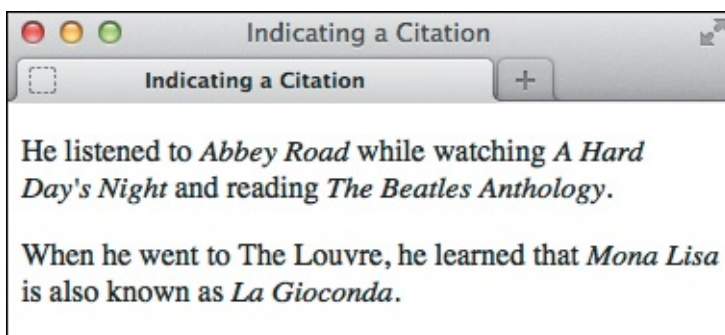 Indicating a Citation
Indicating a Citation
He listened to Abbey Road while watching A Hard
Day's Night and reading The Beatles Anthology.
When he went to The Louvre, he learned that Mona Lisa
is also known as La Gioconda.